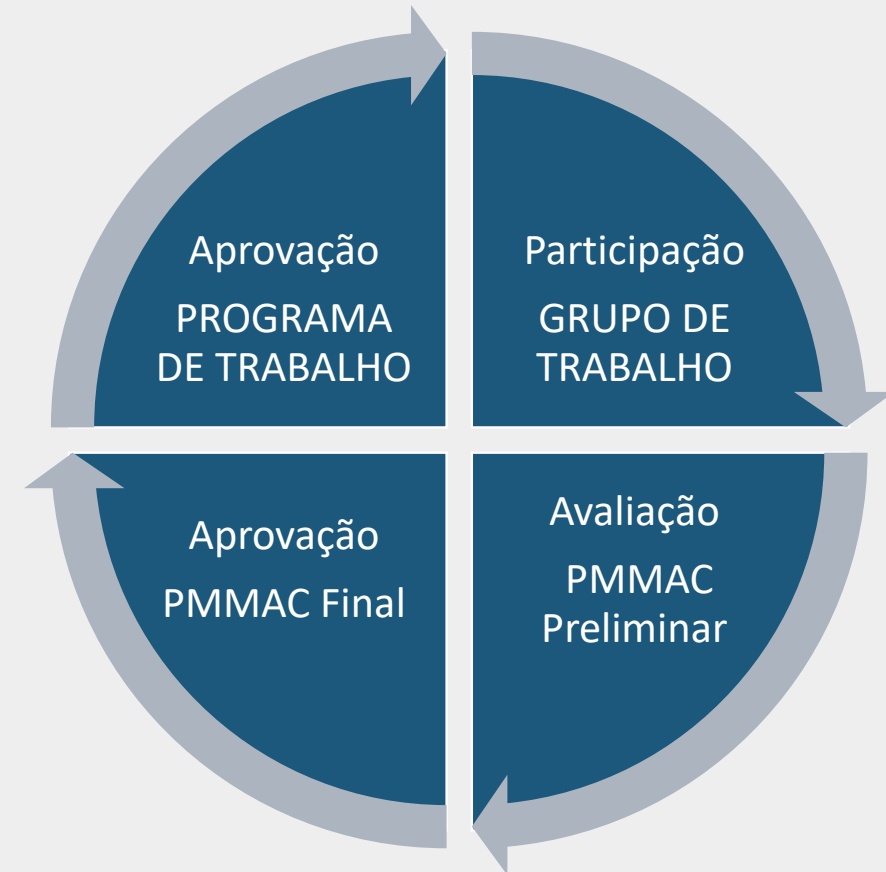 Aprovação
PROGRAMA
DE TRABALHO
Participação
GRUPO DE
TRABALHO
Avaliação
PMMAC
Preliminar
Aprovação
PMMAC Final